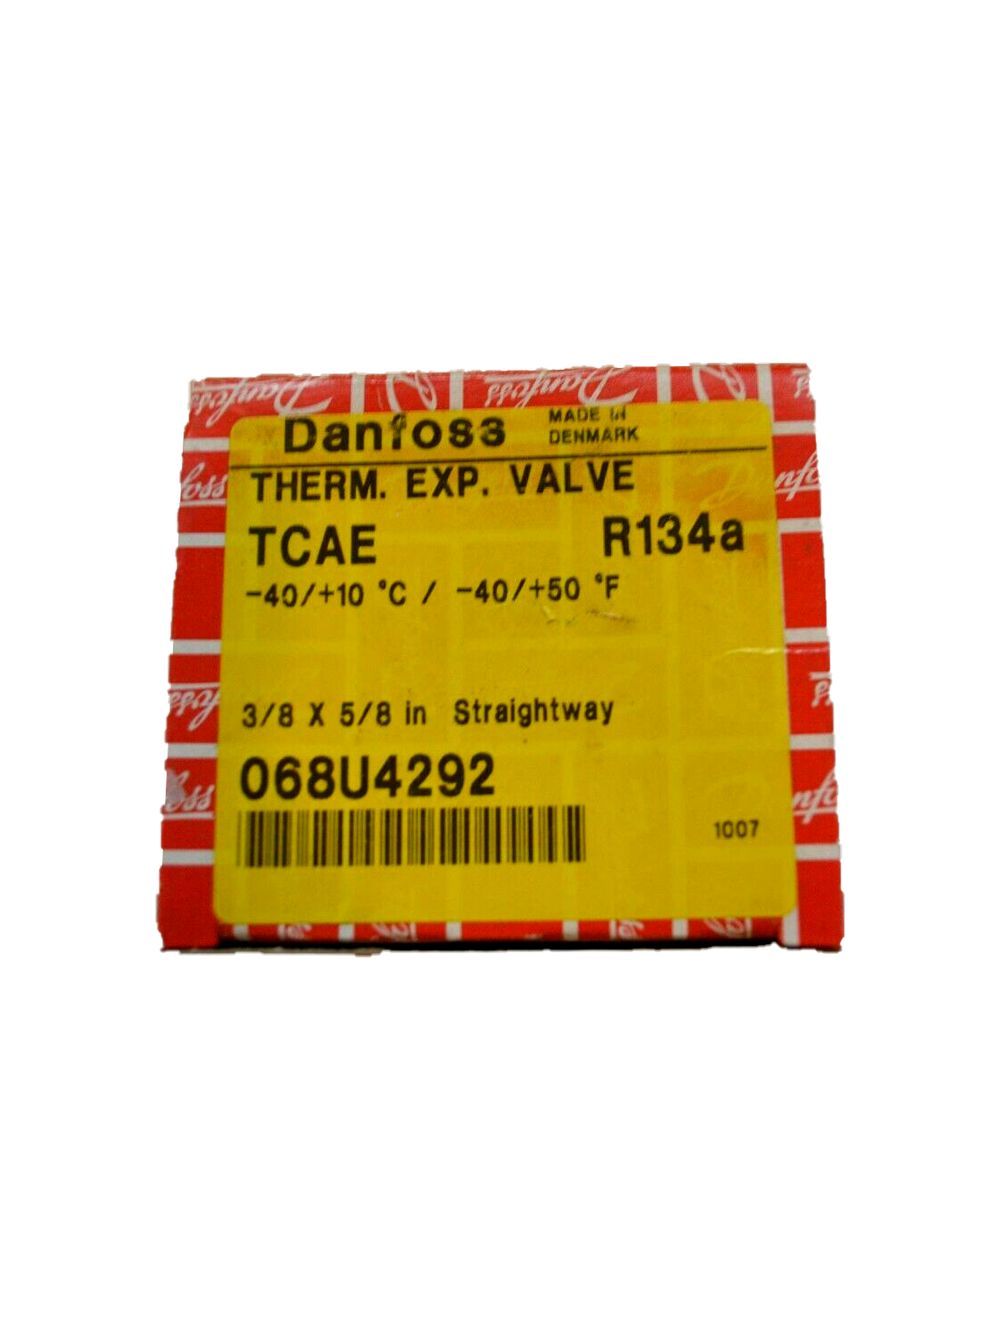 Danfoss MADE IN
DENMARK
THERM. EXP. VALVE
TCAE R134a
-40/+10 °C / -40/+50 °F
3/8 X 5/8 in Straightway
068U4292
1007